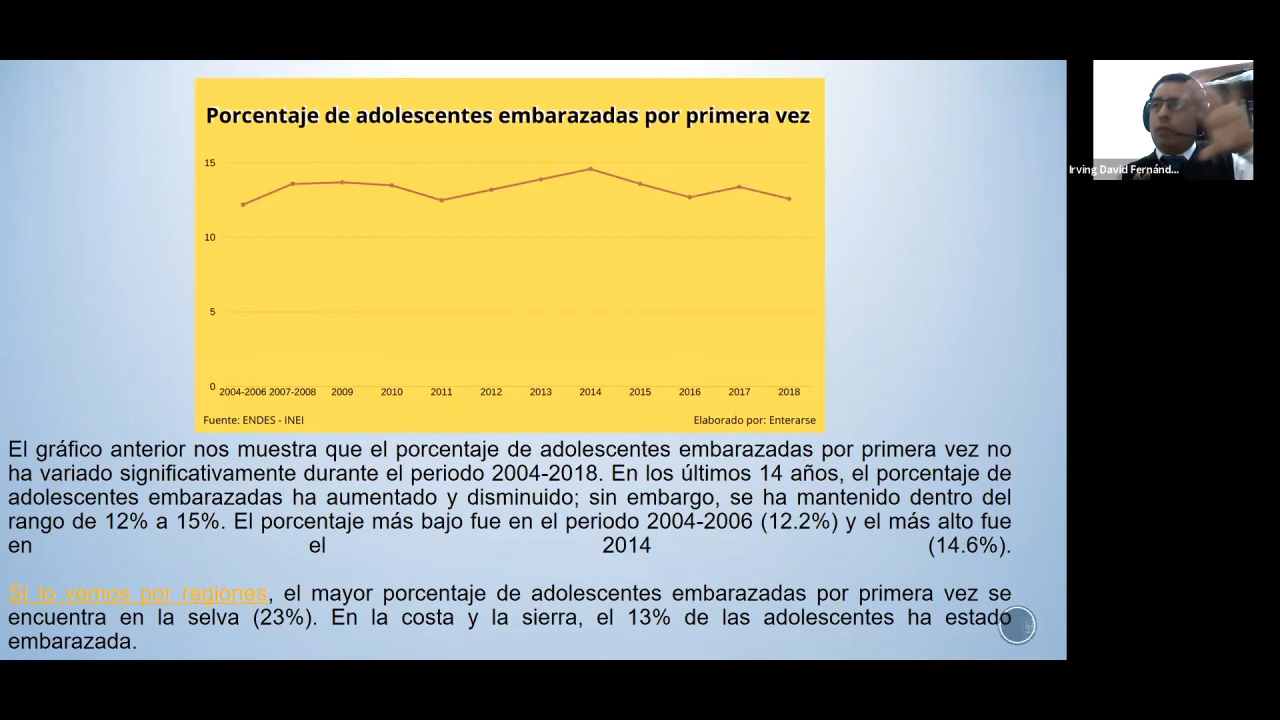 Porcentaje de adolescentes embarazadas por primera vez
15
10
5
0
2004-2006 2007-2008 2009 2010 2011 2012 2013 2014 2015 2016 2017 2018
Fuente: ENDES - INEI
Elaborado por: Enterarse
El gráfico anterior nos muestra que el porcentaje de adolescentes embarazadas por primera vez no
ha variado significativamente durante el periodo 2004-2018. En los últimos 14 años, el porcentaje de
adolescentes embarazadas ha aumentado y disminuido; sin embargo, se ha mantenido dentro del
rango de 12% a 15%. El porcentaje más bajo fue en el periodo 2004-2006 (12.2%) y el más alto fue
en el 2014 (14.6%).
Si lo vemos por regiones, el mayor porcentaje de adolescentes embarazadas por primera vez se
encuentra en la selva (23%). En la costa y la sierra, el 13% de las adolescentes ha estado
embarazada.
Irving David Fernánd...